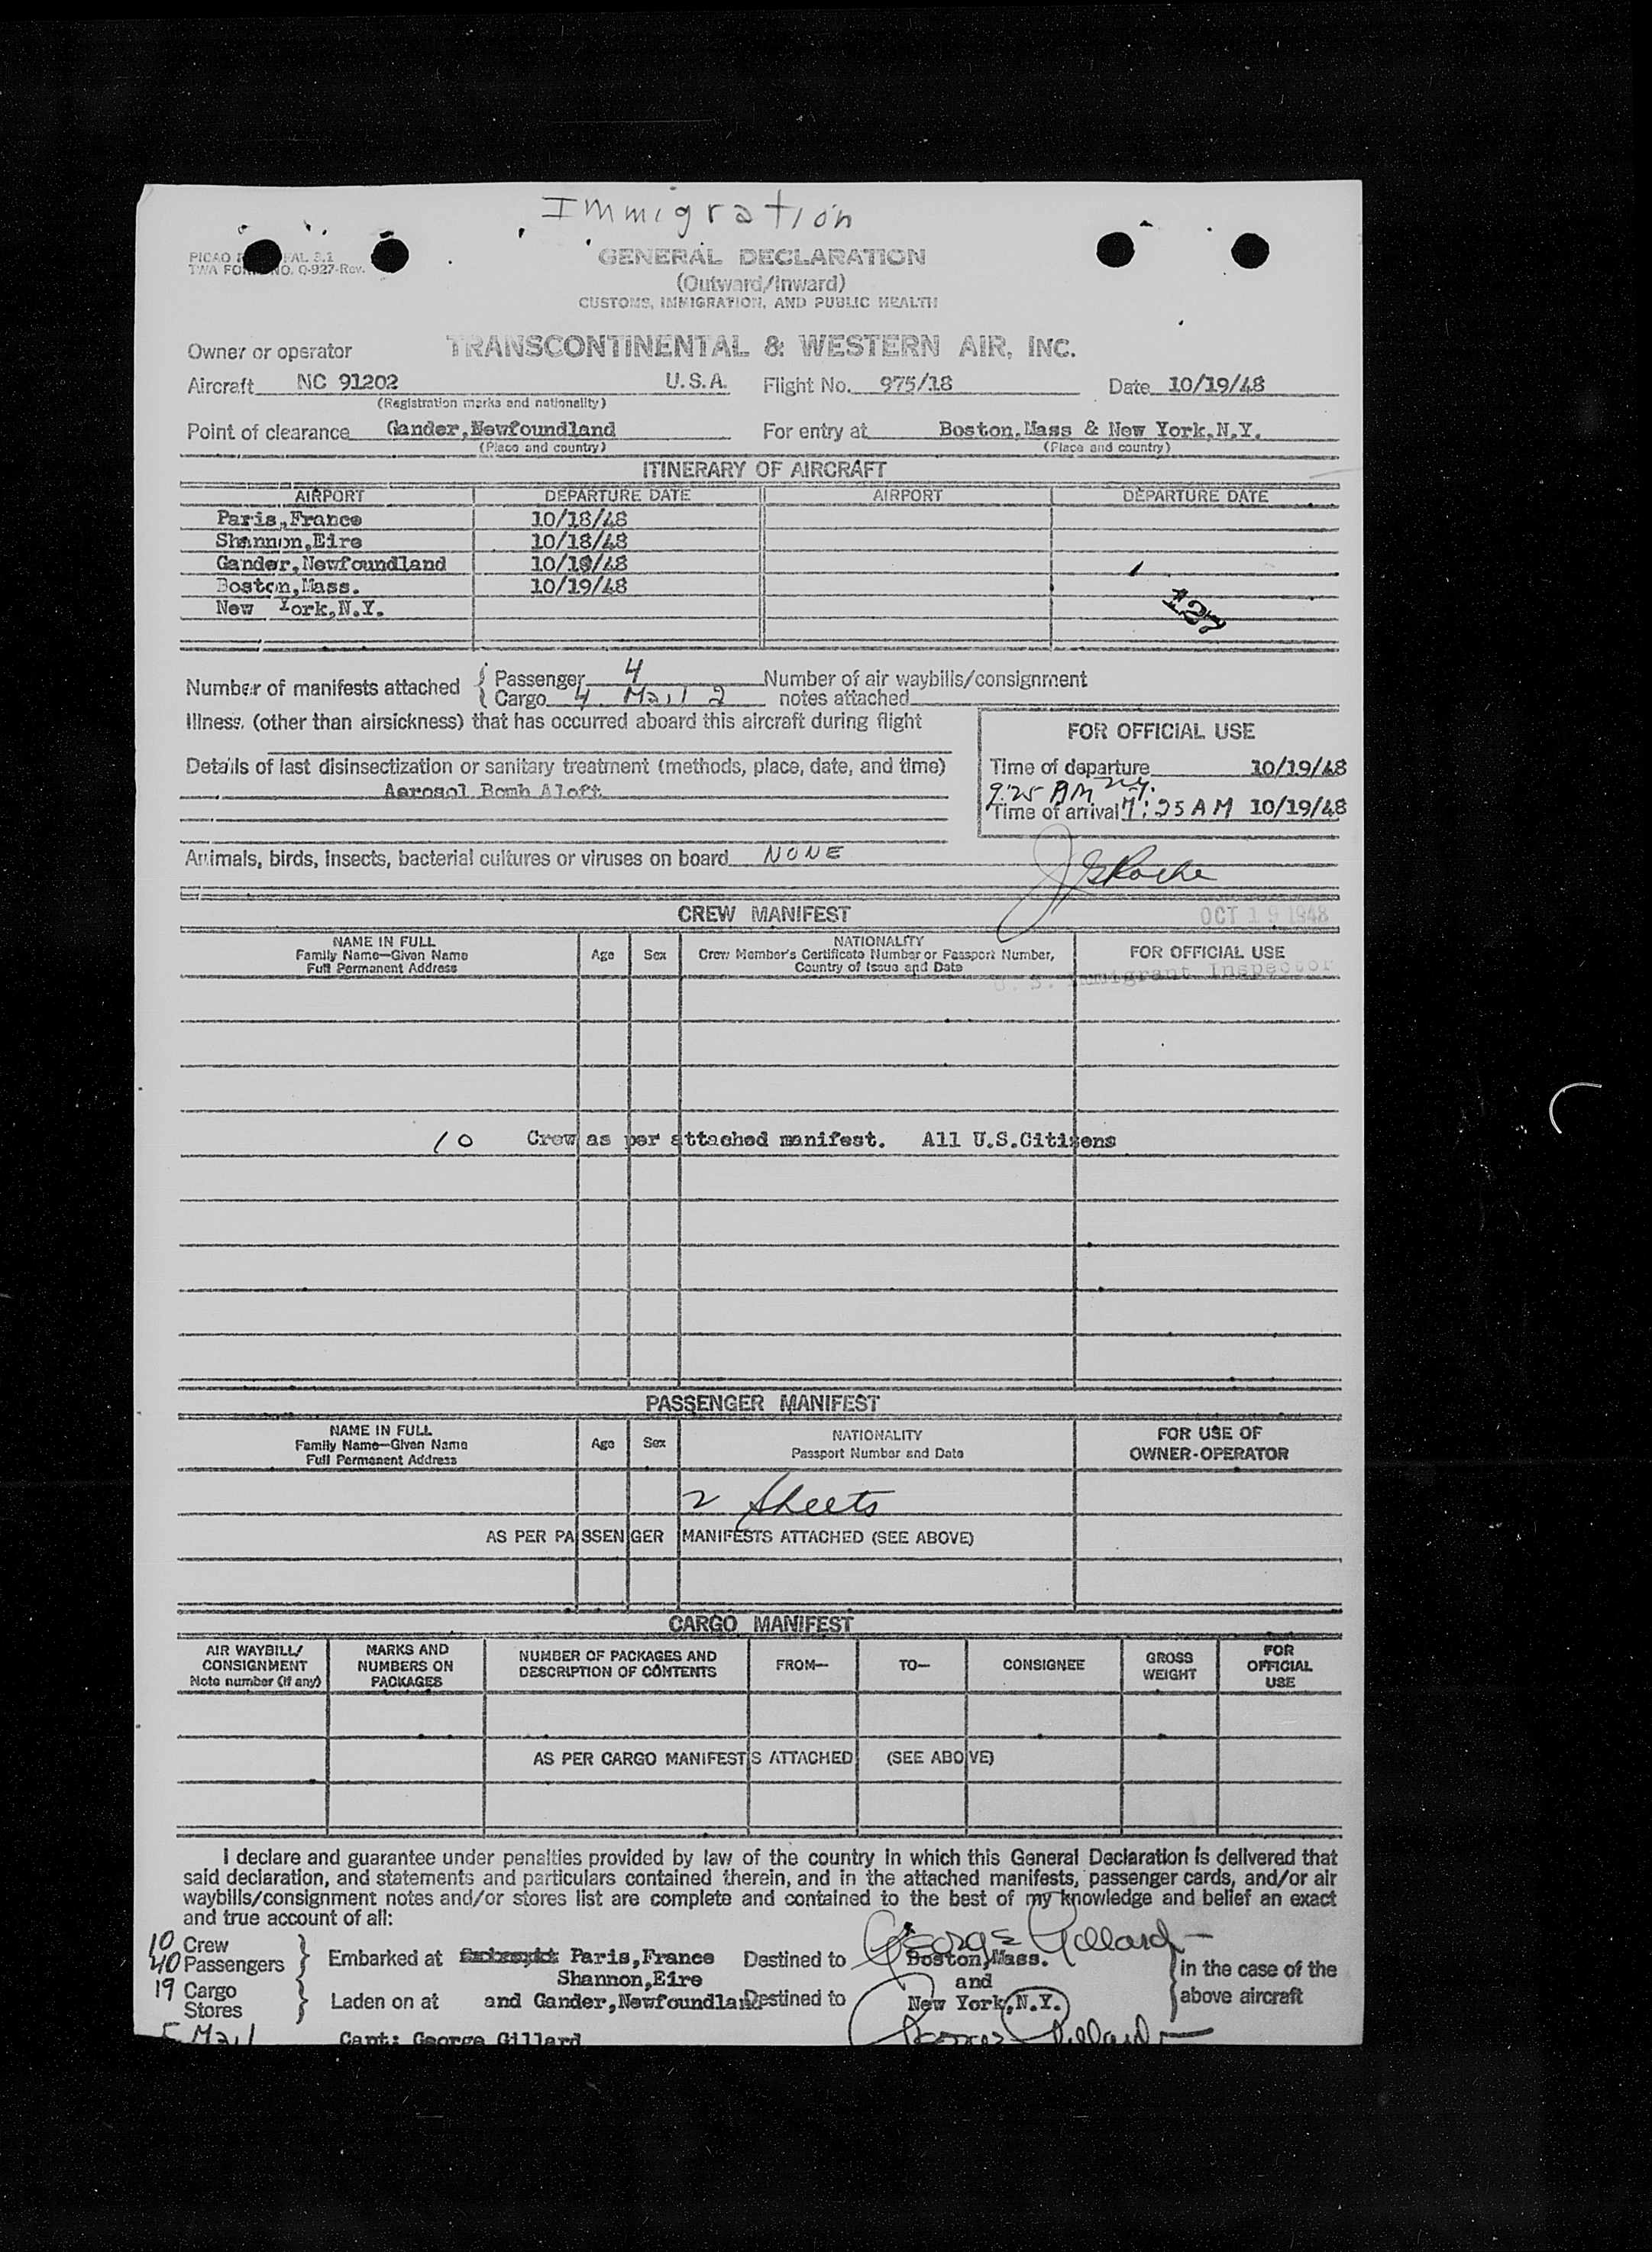 Immigration
GENERAL DECLARATION
(Outward/Inward)
CUSTOMS, IMMIGRATION, AND PUBLIC HEALTH
PICAO AL 3.1
TWA FORM NO. Q-927-Rev.
Owner or operator TRANSCONTINENTAL & WESTERN AIR, INC.
Aircraft NC 91202 U.S.A. Flight No. 975/18 Date 10/19/48
(Registration marks and nationality)
Point of clearance Gander,Newfoundland For entry at Boston.Mass & New York,N.Y.
(Place and country) (Place and country)
ITINERARY OF AIRCRAFT
AIRPORT DEPARTURE DATE AIRPORT DEPARTURE DATE
Paris,France 10/18/48
Shannon,Eire 10/18/48
Gander,Newfoundland 10/19/48
Boston,Mass. 10/19/48
New York,N.Y.
Number of manifests attached { Passenger 4 Number of air waybills/consignment
Cargo 4 Mail 2 notes attached
Illness (other than airsickness) that has occurred aboard this aircraft during flight
FOR OFFICIAL USE
Details of last disinsectization or sanitary treatment (methods, place, date, and time)
Aerosol Bomb Aloft
Time of departure 10/19/48
9:25 AM N.Y.
Time of arrival 7:25 AM 10/19/48
Animals, birds, insects, bacterial cultures or viruses on board NONE
CREW MANIFEST
OCT 19 1948
NAME IN FULL
Family Name—Given Name
Full Permanent Address
Age Sex
NATIONALITY
Crew Member's Certificate Number or Passport Number,
Country of Issue and Date
FOR OFFICIAL USE
U. S. Immigrant Inspector
10 Crew as per attached manifest. All U.S.Citizens
PASSENGER MANIFEST
NAME IN FULL
Family Name—Given Name
Full Permanent Address
Age Sex
NATIONALITY
Passport Number and Date
FOR USE OF
OWNER-OPERATOR
2 Sheets
AS PER PASSENGER MANIFESTS ATTACHED (SEE ABOVE)
CARGO MANIFEST
AIR WAYBILL/
CONSIGNMENT
Note number (if any)
MARKS AND
NUMBERS ON
PACKAGES
NUMBER OF PACKAGES AND
DESCRIPTION OF CONTENTS
FROM— TO— CONSIGNEE
GROSS
WEIGHT
FOR
OFFICIAL
USE
AS PER CARGO MANIFESTS ATTACHED (SEE ABOVE)
I declare and guarantee under penalties provided by law of the country in which this General Declaration is delivered that
said declaration, and statements and particulars contained therein, and in the attached manifests, passenger cards, and/or air
waybills/consignment notes and/or stores list are complete and contained to the best of my knowledge and belief an exact
and true account of all:
George Gillard
10 Crew
40 Passengers } Embarked at Paris,France Destined to Boston,Mass. in the case of the
Shannon,Eire and above aircraft
19 Cargo
Stores } Laden on at and Gander,Newfoundland Destined to New York,N.Y.
5 Mail Capt: George Gillard George Gillard